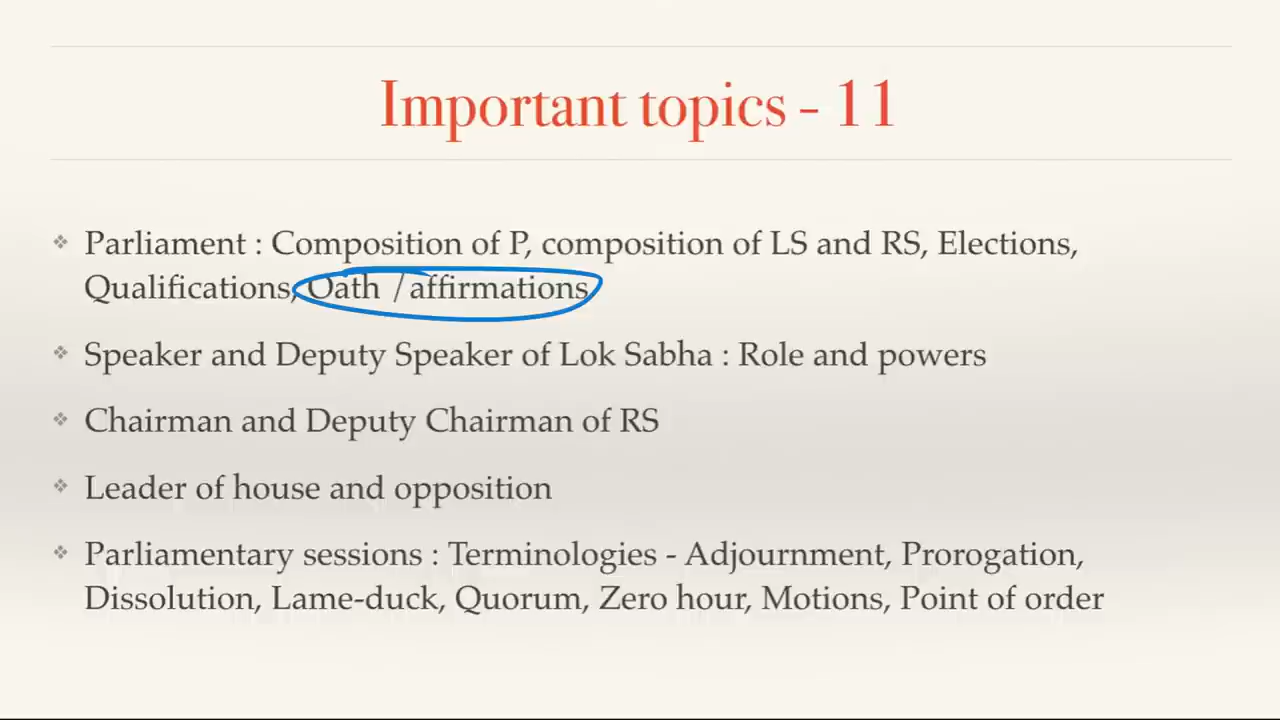 Important topics - 11
Parliament : Composition of P, composition of LS and RS, Elections,
Qualifications, Oath /affirmations
Speaker and Deputy Speaker of Lok Sabha : Role and powers
Chairman and Deputy Chairman of RS
Leader of house and opposition
Parliamentary sessions : Terminologies - Adjournment, Prorogation,
Dissolution, Lame-duck, Quorum, Zero hour, Motions, Point of order